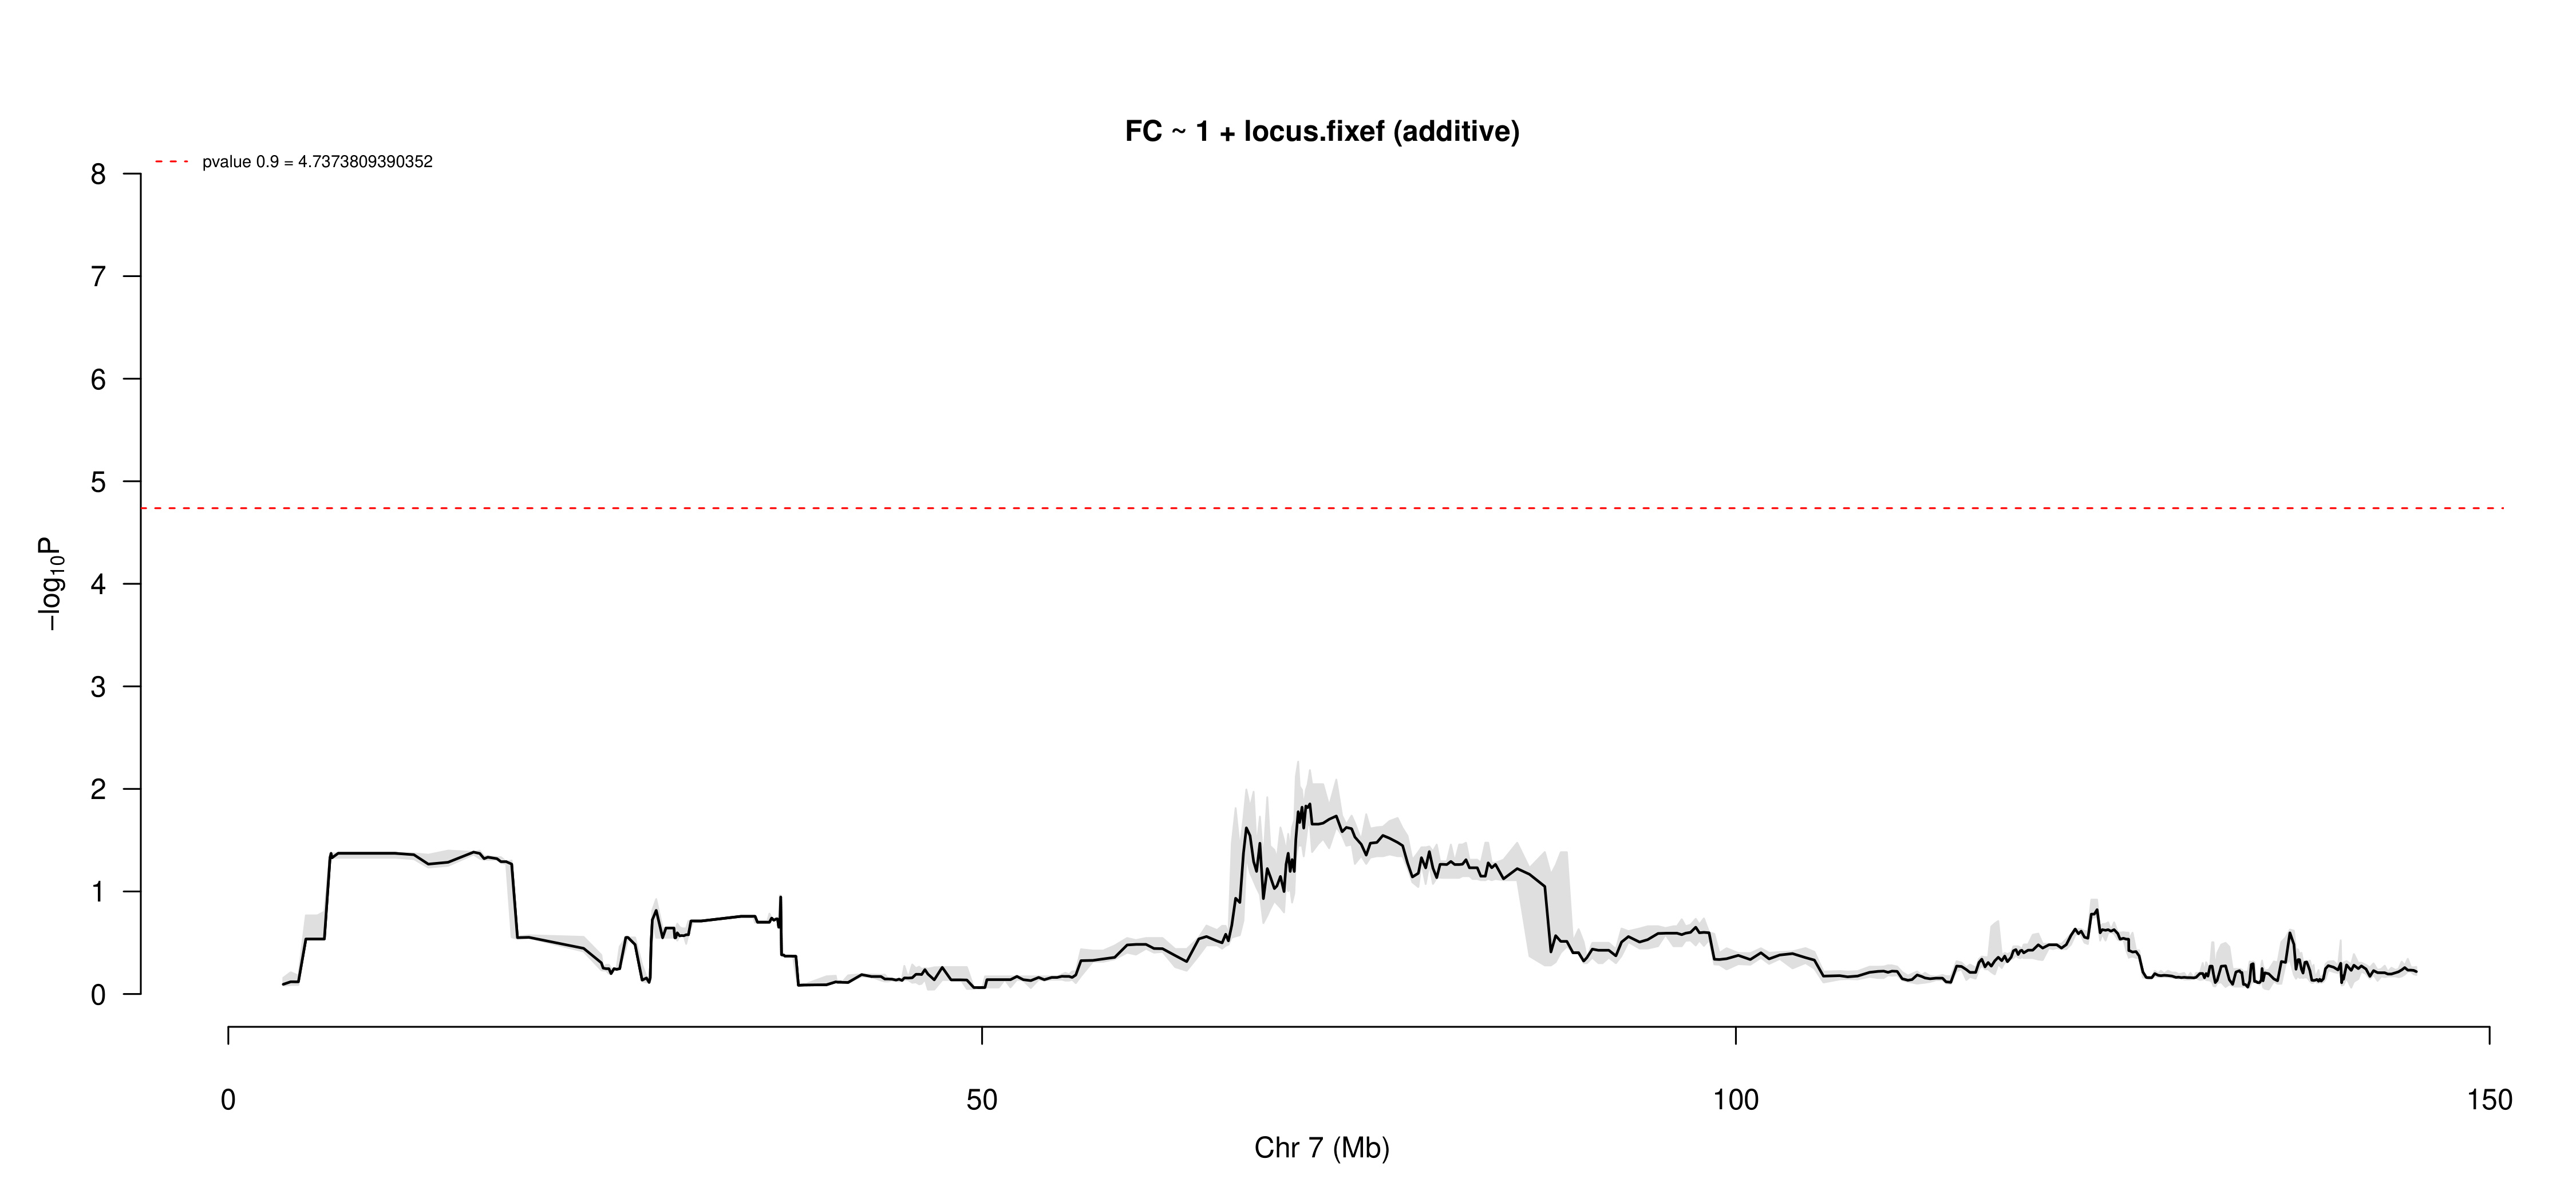 FC ~ 1 + locus.fixef (additive)
pvalue 0.9 = 4.7373809390352
8
7
6
5
4
3
2
1
0
−log10P
0 50 100 150
Chr 7 (Mb)